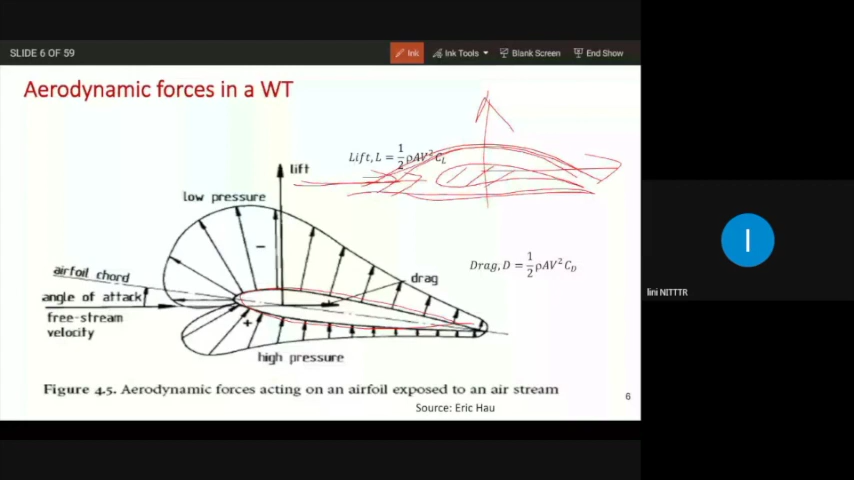 SLIDE 6 OF 59
Ink
Ink Tools
Blank Screen
End Show
Aerodynamic forces in a WT
Lift, L = 1/2 ρAV² C_L
lift
low pressure
−
Drag, D = 1/2 ρAV² C_D
airfoil chord
drag
angle of attack
free-stream
velocity
+
high pressure
Figure 4.5. Aerodynamic forces acting on an airfoil exposed to an air stream
6
Source: Eric Hau
I
lini NITTTR